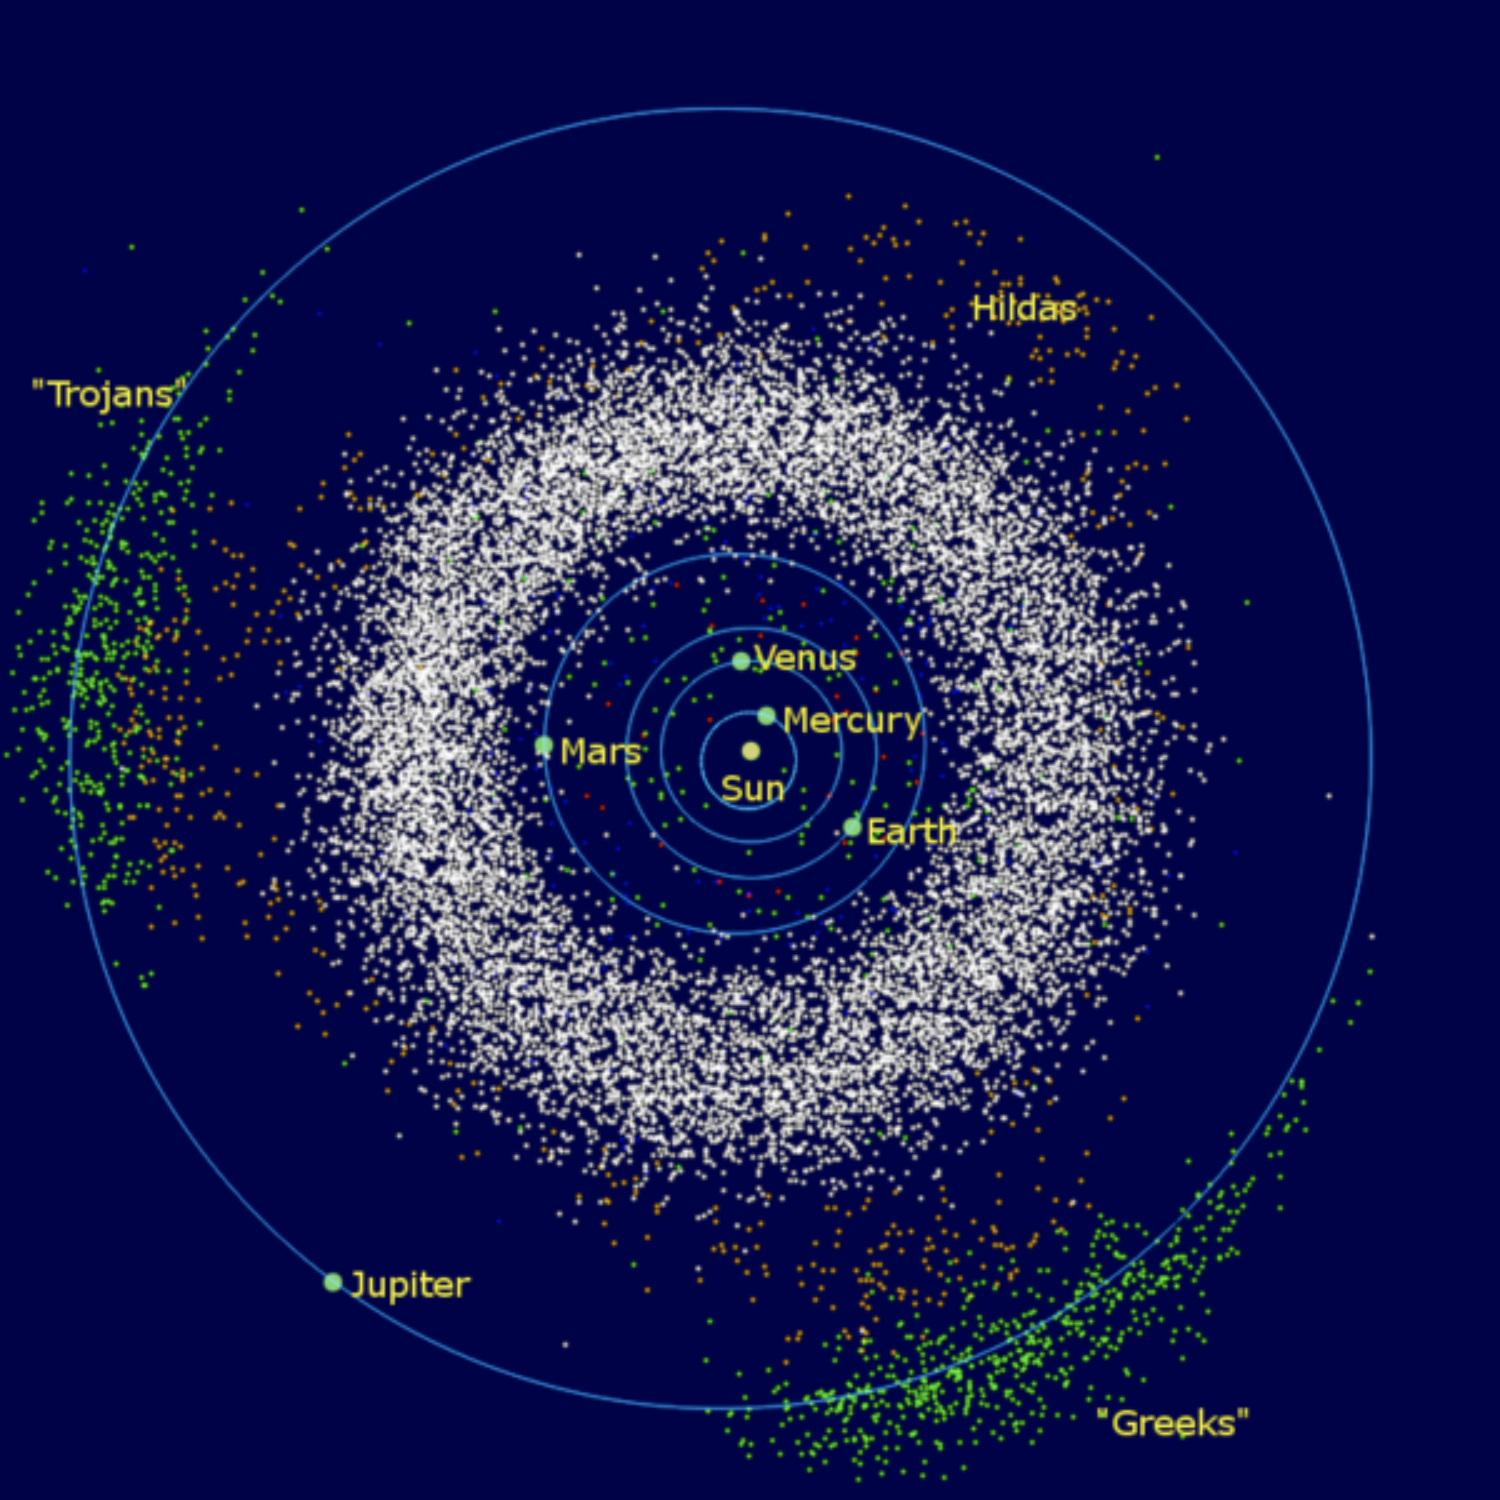 Hildas
"Trojans"
Venus
Mercury
Mars
Sun
Earth
Jupiter
"Greeks"